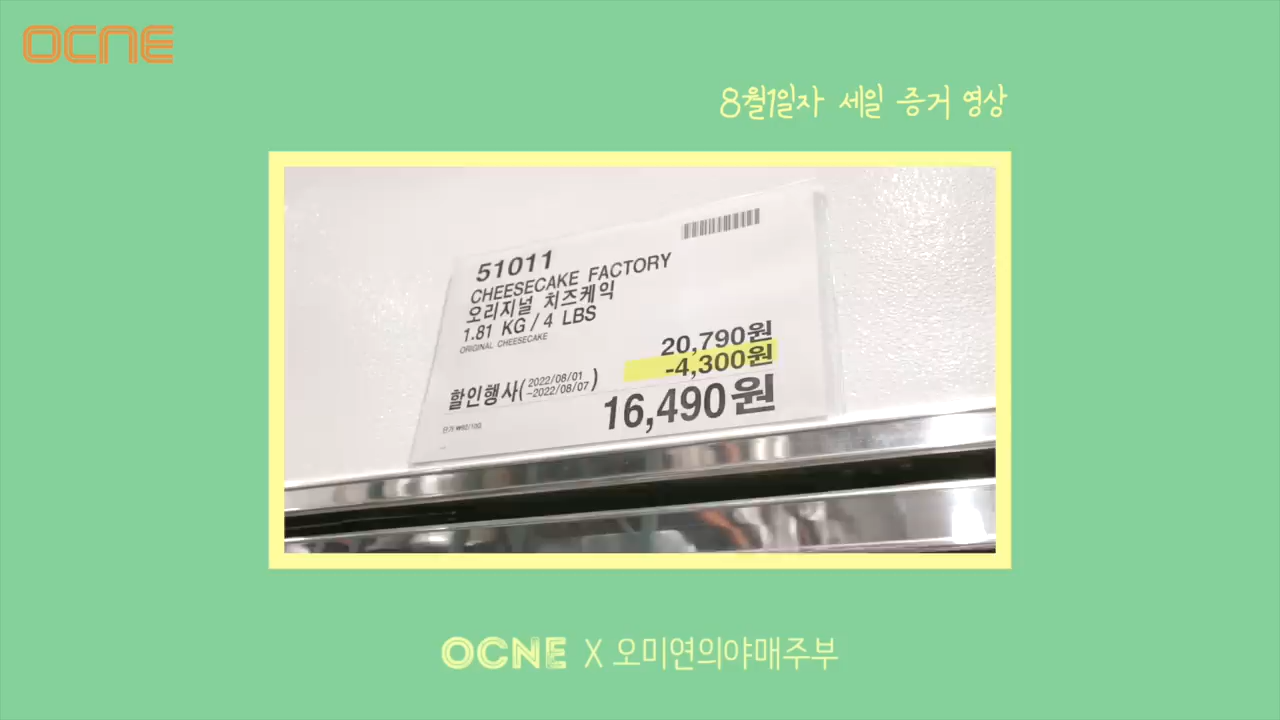 OCNE
8월1일자 세일 증거 영상
51011
CHEESECAKE FACTORY
오리지널 치즈케익
1.81 KG / 4 LBS
ORIGINAL CHEESECAKE
20,790원
-4,300원
할인행사(2022/08/01
~2022/08/07)
16,490원
OCNE X 오미연의야매주부